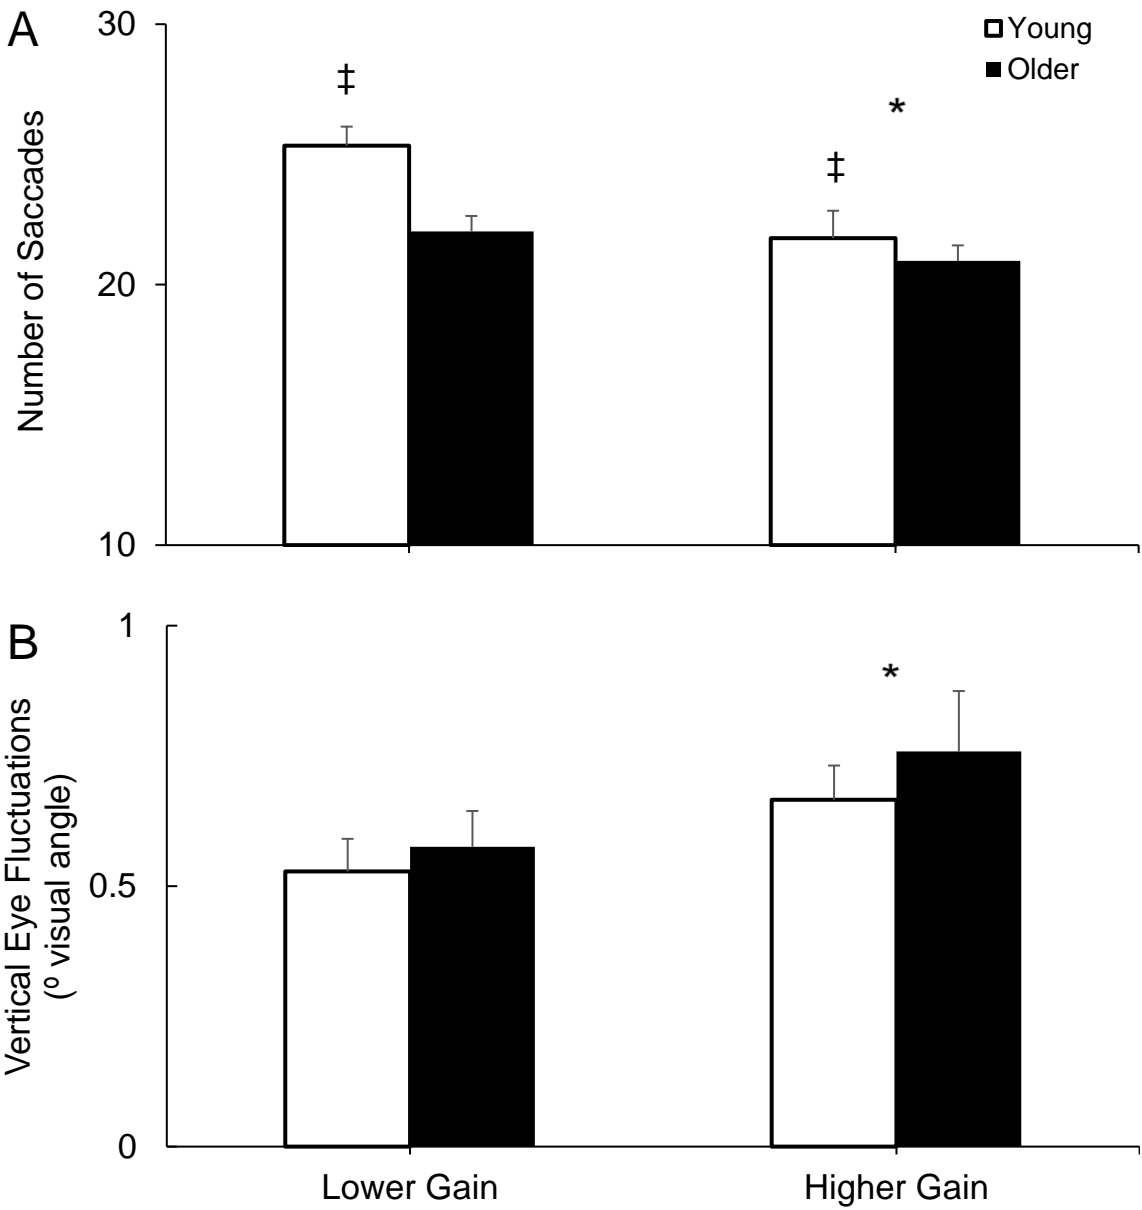 A
30
Young
Older
‡
*
‡
Number of Saccades
20
10
B
1
*
Vertical Eye Fluctuations
(º visual angle)
0.5
0
Lower Gain
Higher Gain